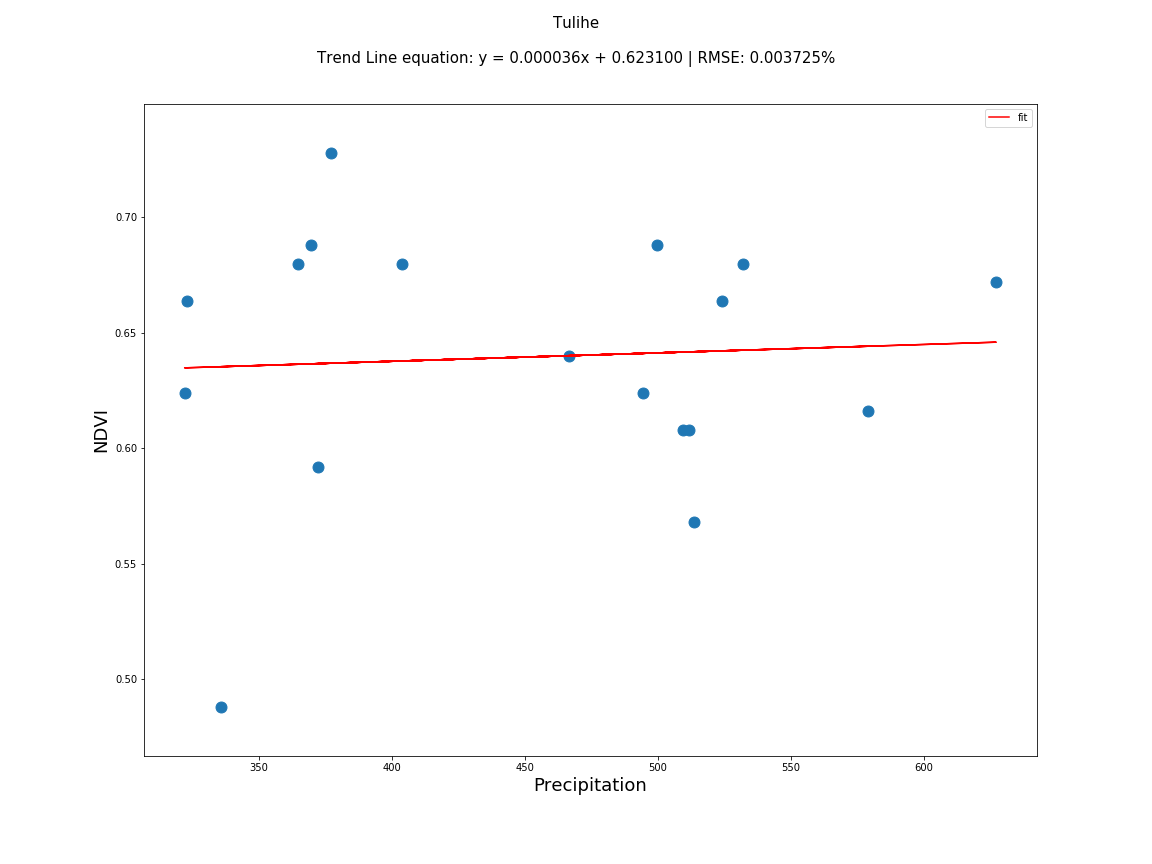 Tulihe
Trend Line equation: y = 0.000036x + 0.623100 | RMSE: 0.003725%
fit
0.70
0.65
0.60
0.55
0.50
NDVI
350 400 450 500 550 600
Precipitation